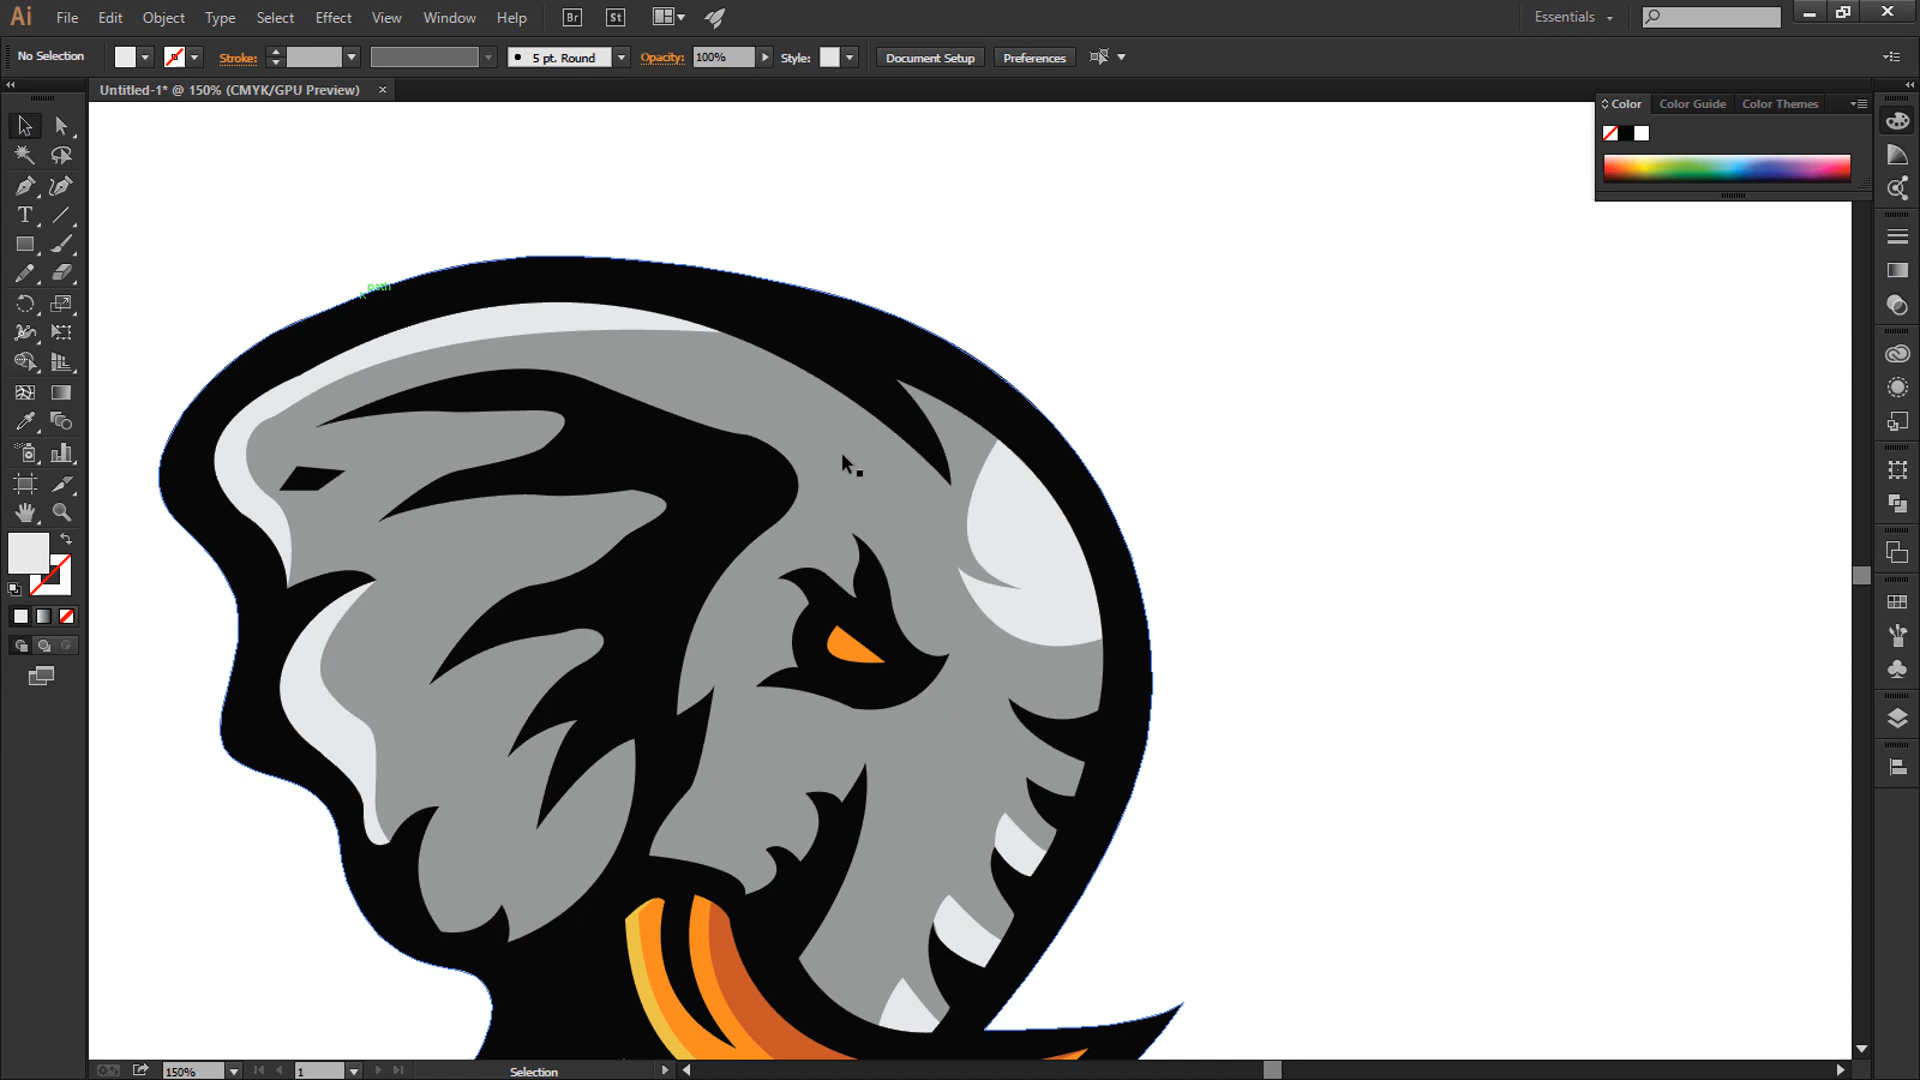 Ai File Edit Object Type Select Effect View Window Help Br St Essentials
No Selection Stroke: 5 pt. Round Opacity: 100% Style: Document Setup Preferences
Untitled-1* @ 150% (CMYK/GPU Preview) ×
Color Color Guide Color Themes
path
150% 1 Selection